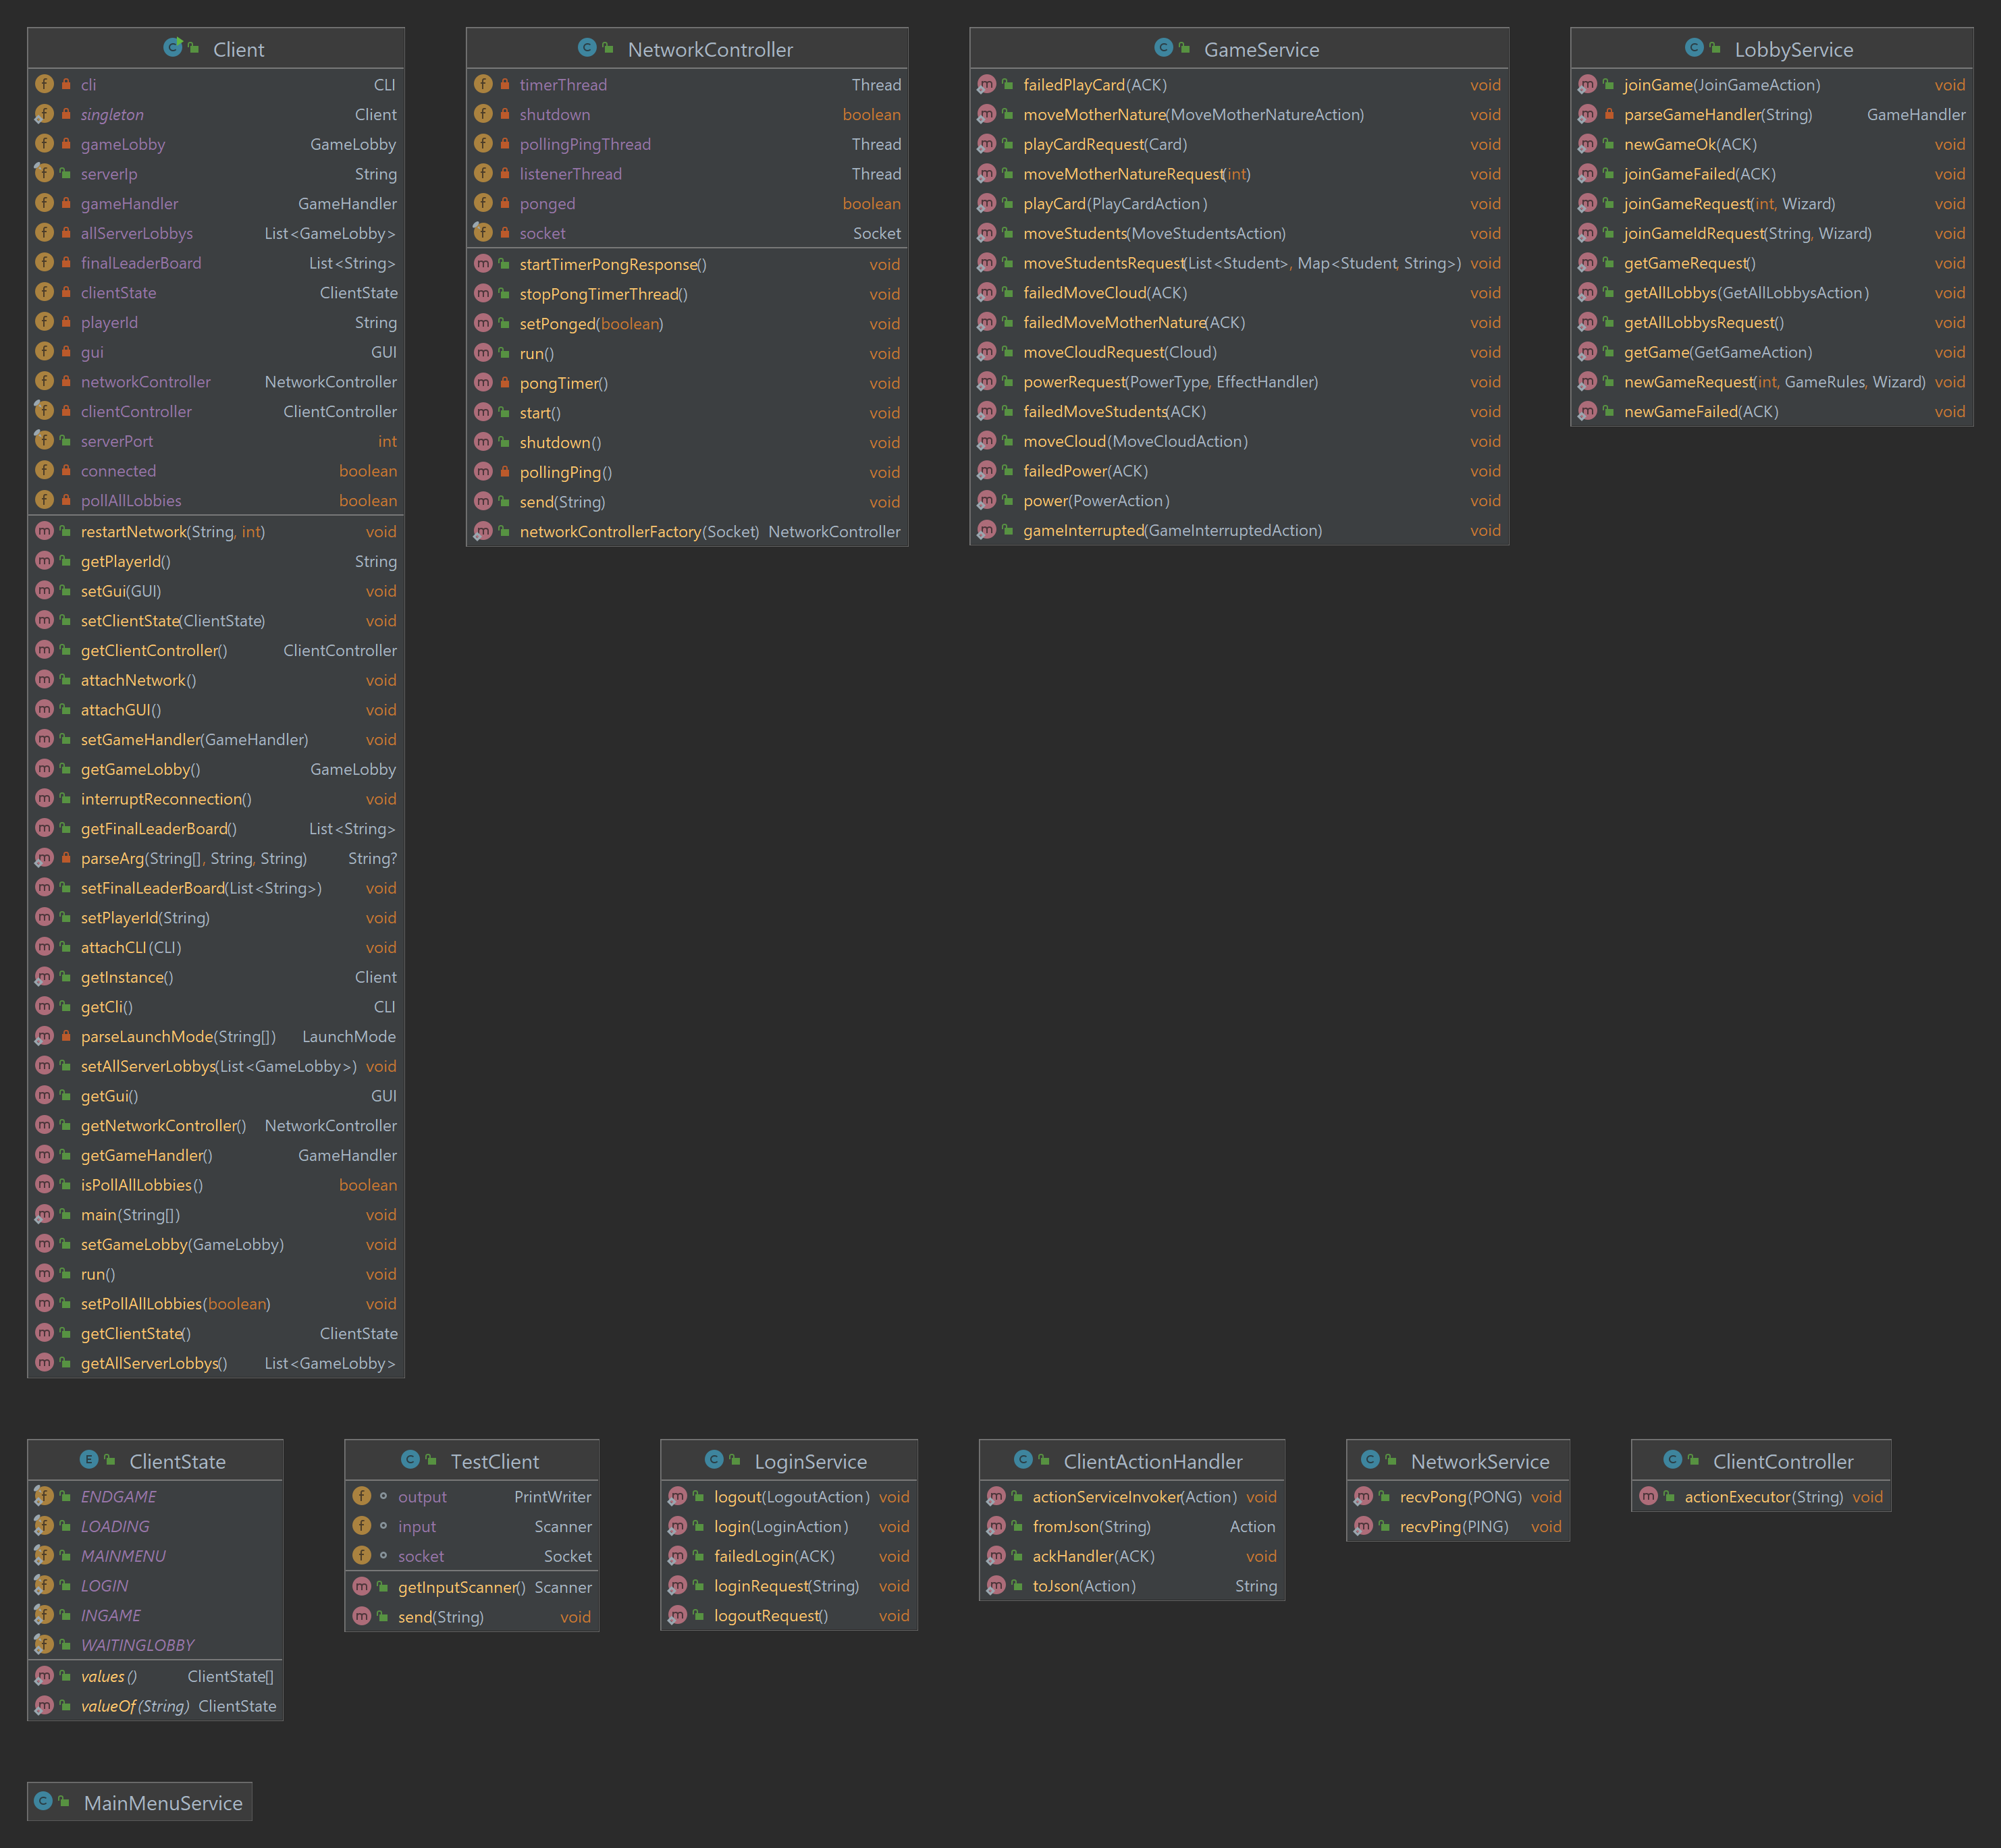 Client
cli CLI
singleton Client
gameLobby GameLobby
serverIp String
gameHandler GameHandler
allServerLobbys List<GameLobby>
finalLeaderBoard List<String>
clientState ClientState
playerId String
gui GUI
networkController NetworkController
clientController ClientController
serverPort int
connected boolean
pollAllLobbies boolean
restartNetwork(String, int) void
getPlayerId() String
setGui(GUI) void
setClientState(ClientState) void
getClientController() ClientController
attachNetwork() void
attachGUI() void
setGameHandler(GameHandler) void
getGameLobby() GameLobby
interruptReconnection() void
getFinalLeaderBoard() List<String>
parseArg(String[], String, String) String?
setFinalLeaderBoard(List<String>) void
setPlayerId(String) void
attachCLI(CLI) void
getInstance() Client
getCli() CLI
parseLaunchMode(String[]) LaunchMode
setAllServerLobbys(List<GameLobby>) void
getGui() GUI
getNetworkController() NetworkController
getGameHandler() GameHandler
isPollAllLobbies() boolean
main(String[]) void
setGameLobby(GameLobby) void
run() void
setPollAllLobbies(boolean) void
getClientState() ClientState
getAllServerLobbys() List<GameLobby>
NetworkController
timerThread Thread
shutdown boolean
pollingPingThread Thread
listenerThread Thread
ponged boolean
socket Socket
startTimerPongResponse() void
stopPongTimerThread() void
setPonged(boolean) void
run() void
pongTimer() void
start() void
shutdown() void
pollingPing() void
send(String) void
networkControllerFactory(Socket) NetworkController
GameService
failedPlayCard(ACK) void
moveMotherNature(MoveMotherNatureAction) void
playCardRequest(Card) void
moveMotherNatureRequest(int) void
playCard(PlayCardAction) void
moveStudents(MoveStudentsAction) void
moveStudentsRequest(List<Student>, Map<Student, String>) void
failedMoveCloud(ACK) void
failedMoveMotherNature(ACK) void
moveCloudRequest(Cloud) void
powerRequest(PowerType, EffectHandler) void
failedMoveStudents(ACK) void
moveCloud(MoveCloudAction) void
failedPower(ACK) void
power(PowerAction) void
gameInterrupted(GameInterruptedAction) void
LobbyService
joinGame(JoinGameAction) void
parseGameHandler(String) GameHandler
newGameOk(ACK) void
joinGameFailed(ACK) void
joinGameRequest(int, Wizard) void
joinGameIdRequest(String, Wizard) void
getGameRequest() void
getAllLobbys(GetAllLobbysAction) void
getAllLobbysRequest() void
getGame(GetGameAction) void
newGameRequest(int, GameRules, Wizard) void
newGameFailed(ACK) void
ClientState
ENDGAME
LOADING
MAINMENU
LOGIN
INGAME
WAITINGLOBBY
values() ClientState[]
valueOf(String) ClientState
TestClient
output PrintWriter
input Scanner
socket Socket
getInputScanner() Scanner
send(String) void
LoginService
logout(LogoutAction) void
login(LoginAction) void
failedLogin(ACK) void
loginRequest(String) void
logoutRequest() void
ClientActionHandler
actionServiceInvoker(Action) void
fromJson(String) Action
ackHandler(ACK) void
toJson(Action) String
NetworkService
recvPong(PONG) void
recvPing(PING) void
ClientController
actionExecutor(String) void
MainMenuService